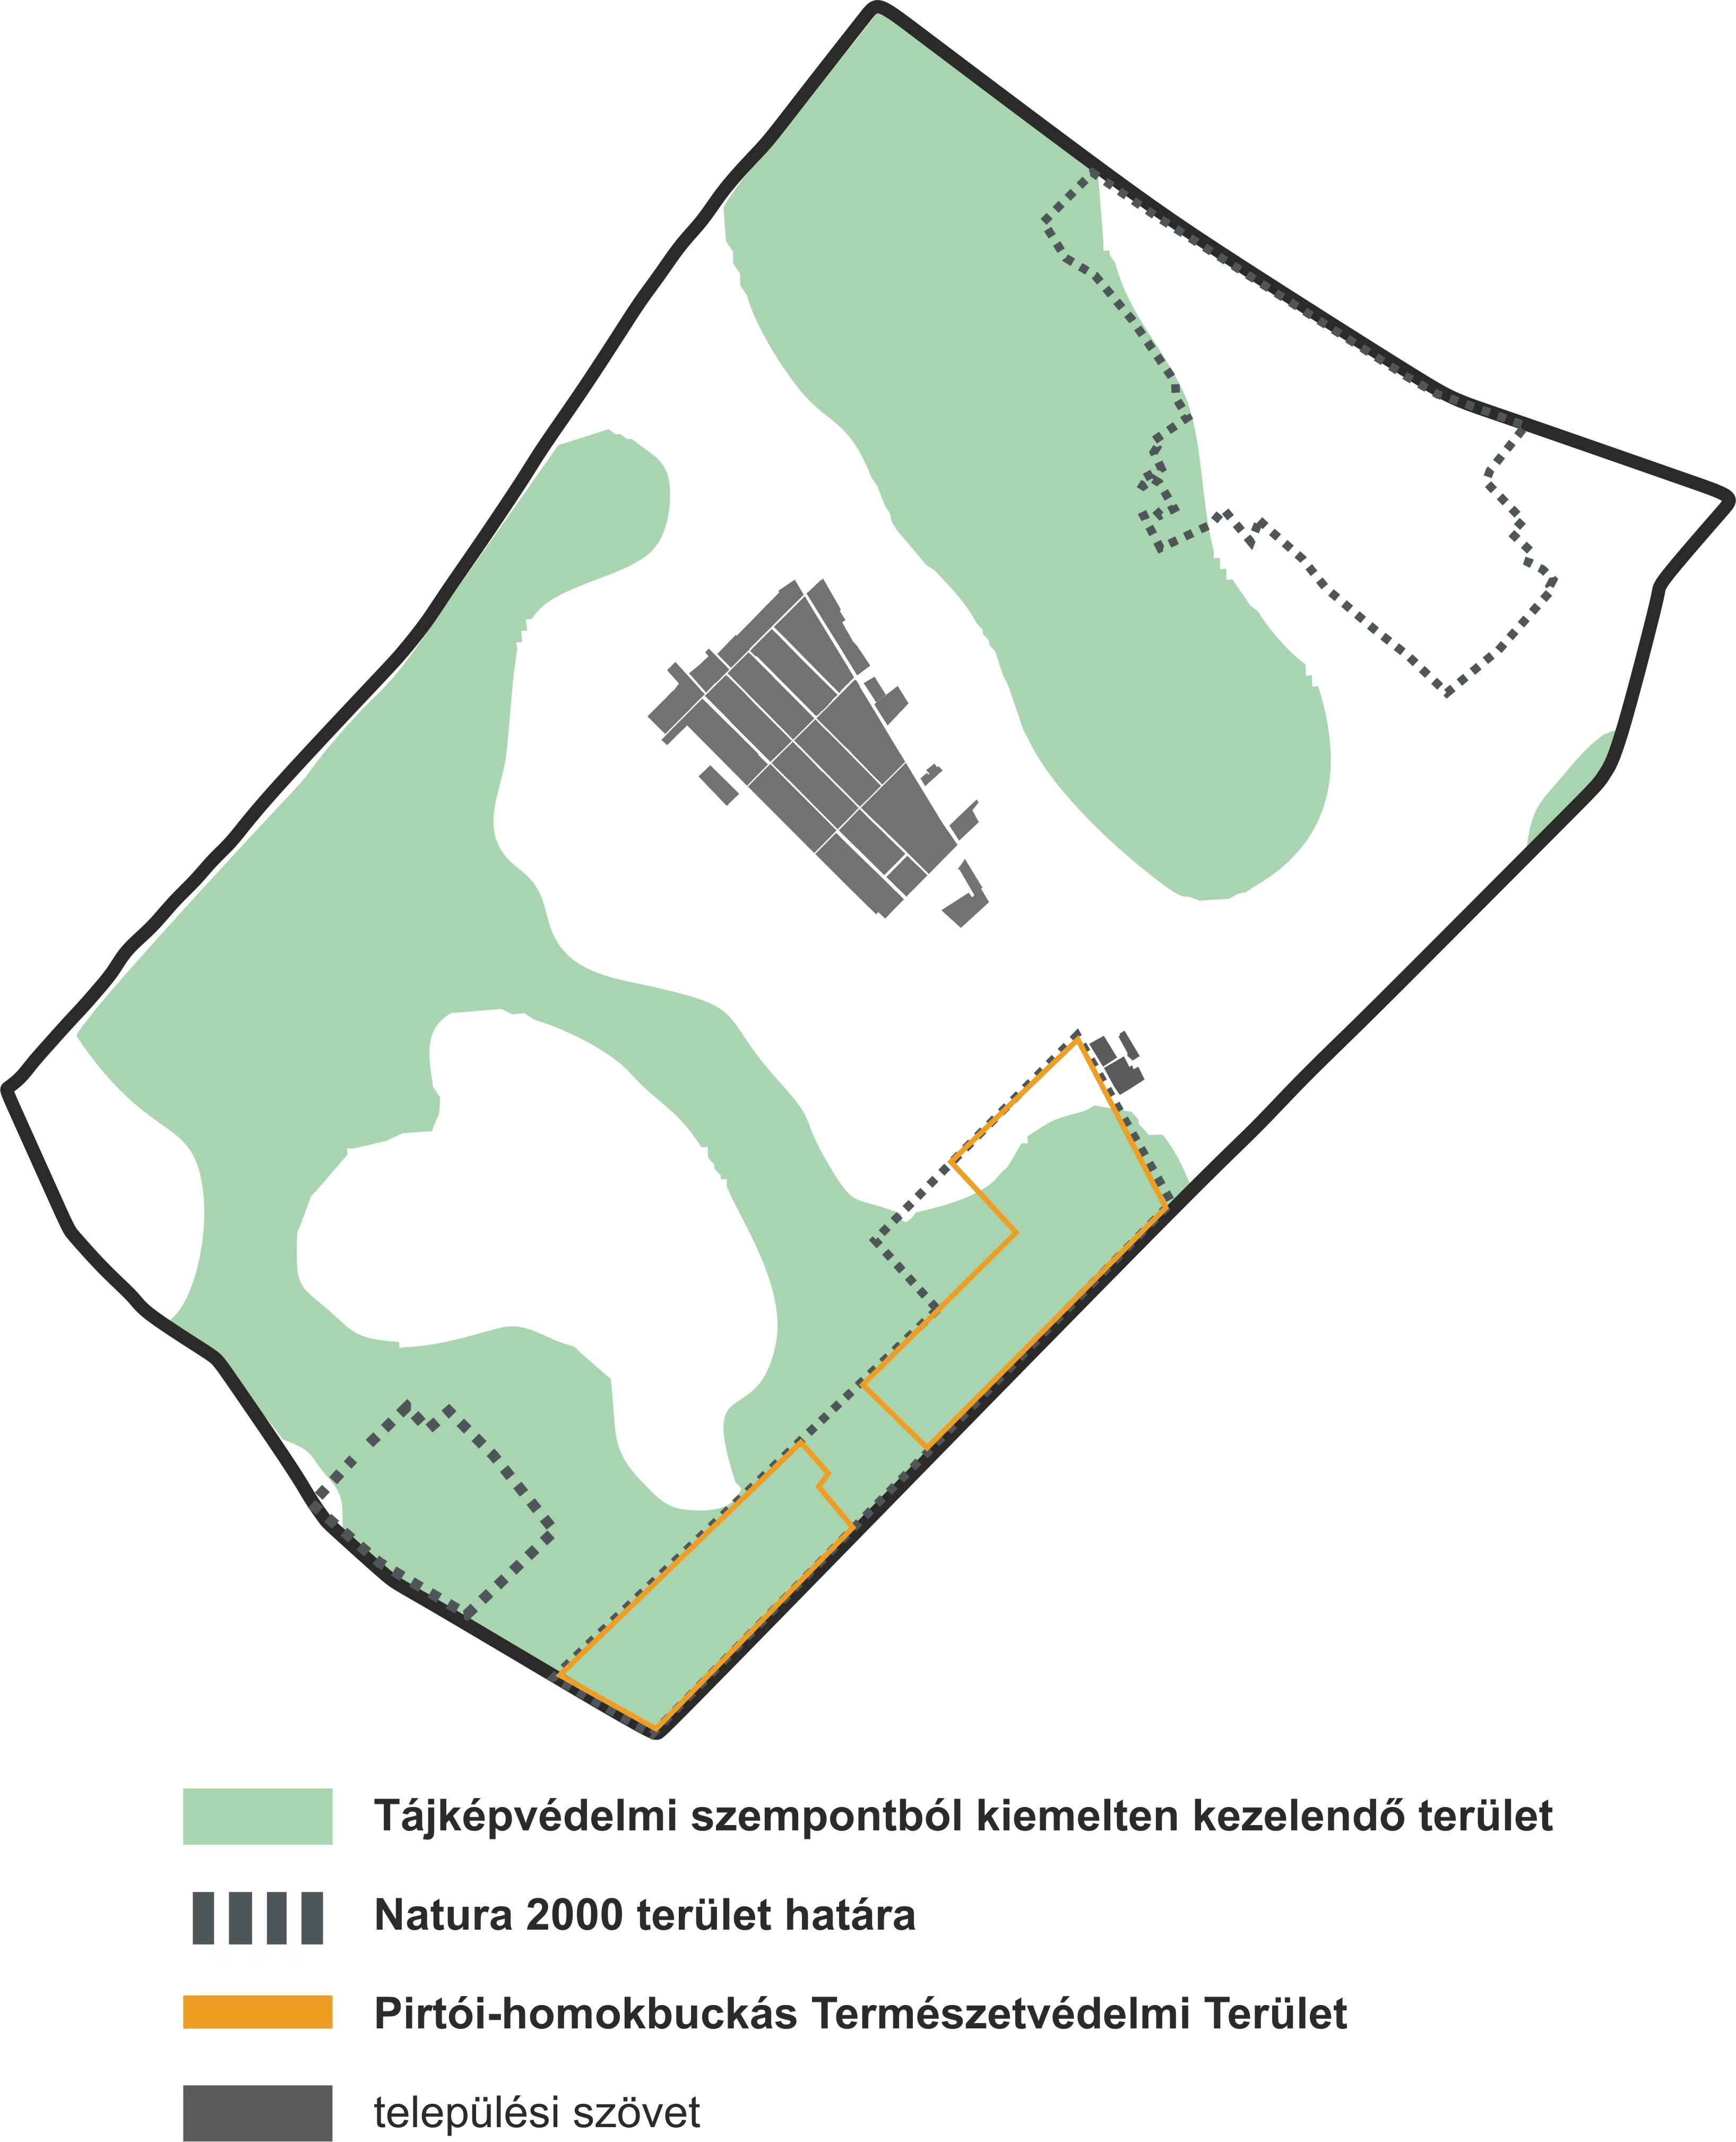 Tájképvédelmi szempontból kiemelten kezelendő terület
Natura 2000 terület határa
Pirtói-homokbuckás Természetvédelmi Terület
települési szövet